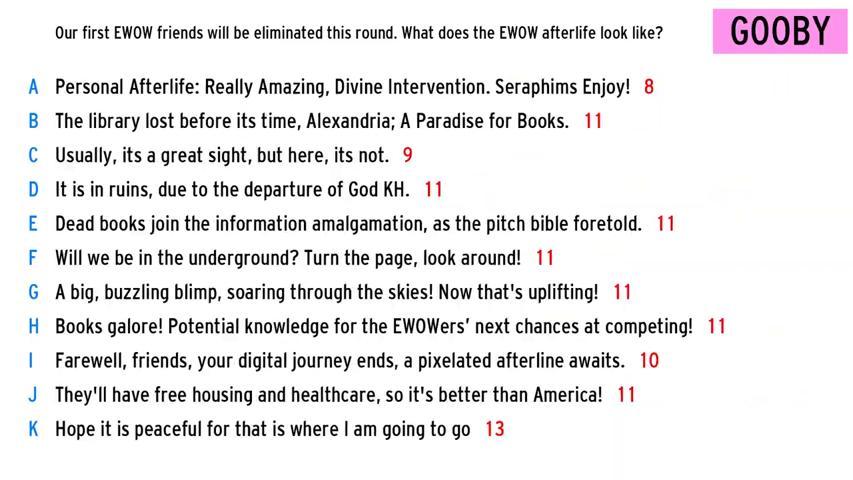 Our first EWOW friends will be eliminated this round. What does the EWOW afterlife look like?
GOOBY
A Personal Afterlife: Really Amazing, Divine Intervention. Seraphims Enjoy! 8
B The library lost before its time, Alexandria; A Paradise for Books. 11
C Usually, its a great sight, but here, its not. 9
D It is in ruins, due to the departure of God KH. 11
E Dead books join the information amalgamation, as the pitch bible foretold. 11
F Will we be in the underground? Turn the page, look around! 11
G A big, buzzling blimp, soaring through the skies! Now that's uplifting! 11
H Books galore! Potential knowledge for the EWOWers’ next chances at competing! 11
I Farewell, friends, your digital journey ends, a pixelated afterline awaits. 10
J They'll have free housing and healthcare, so it's better than America! 11
K Hope it is peaceful for that is where I am going to go 13